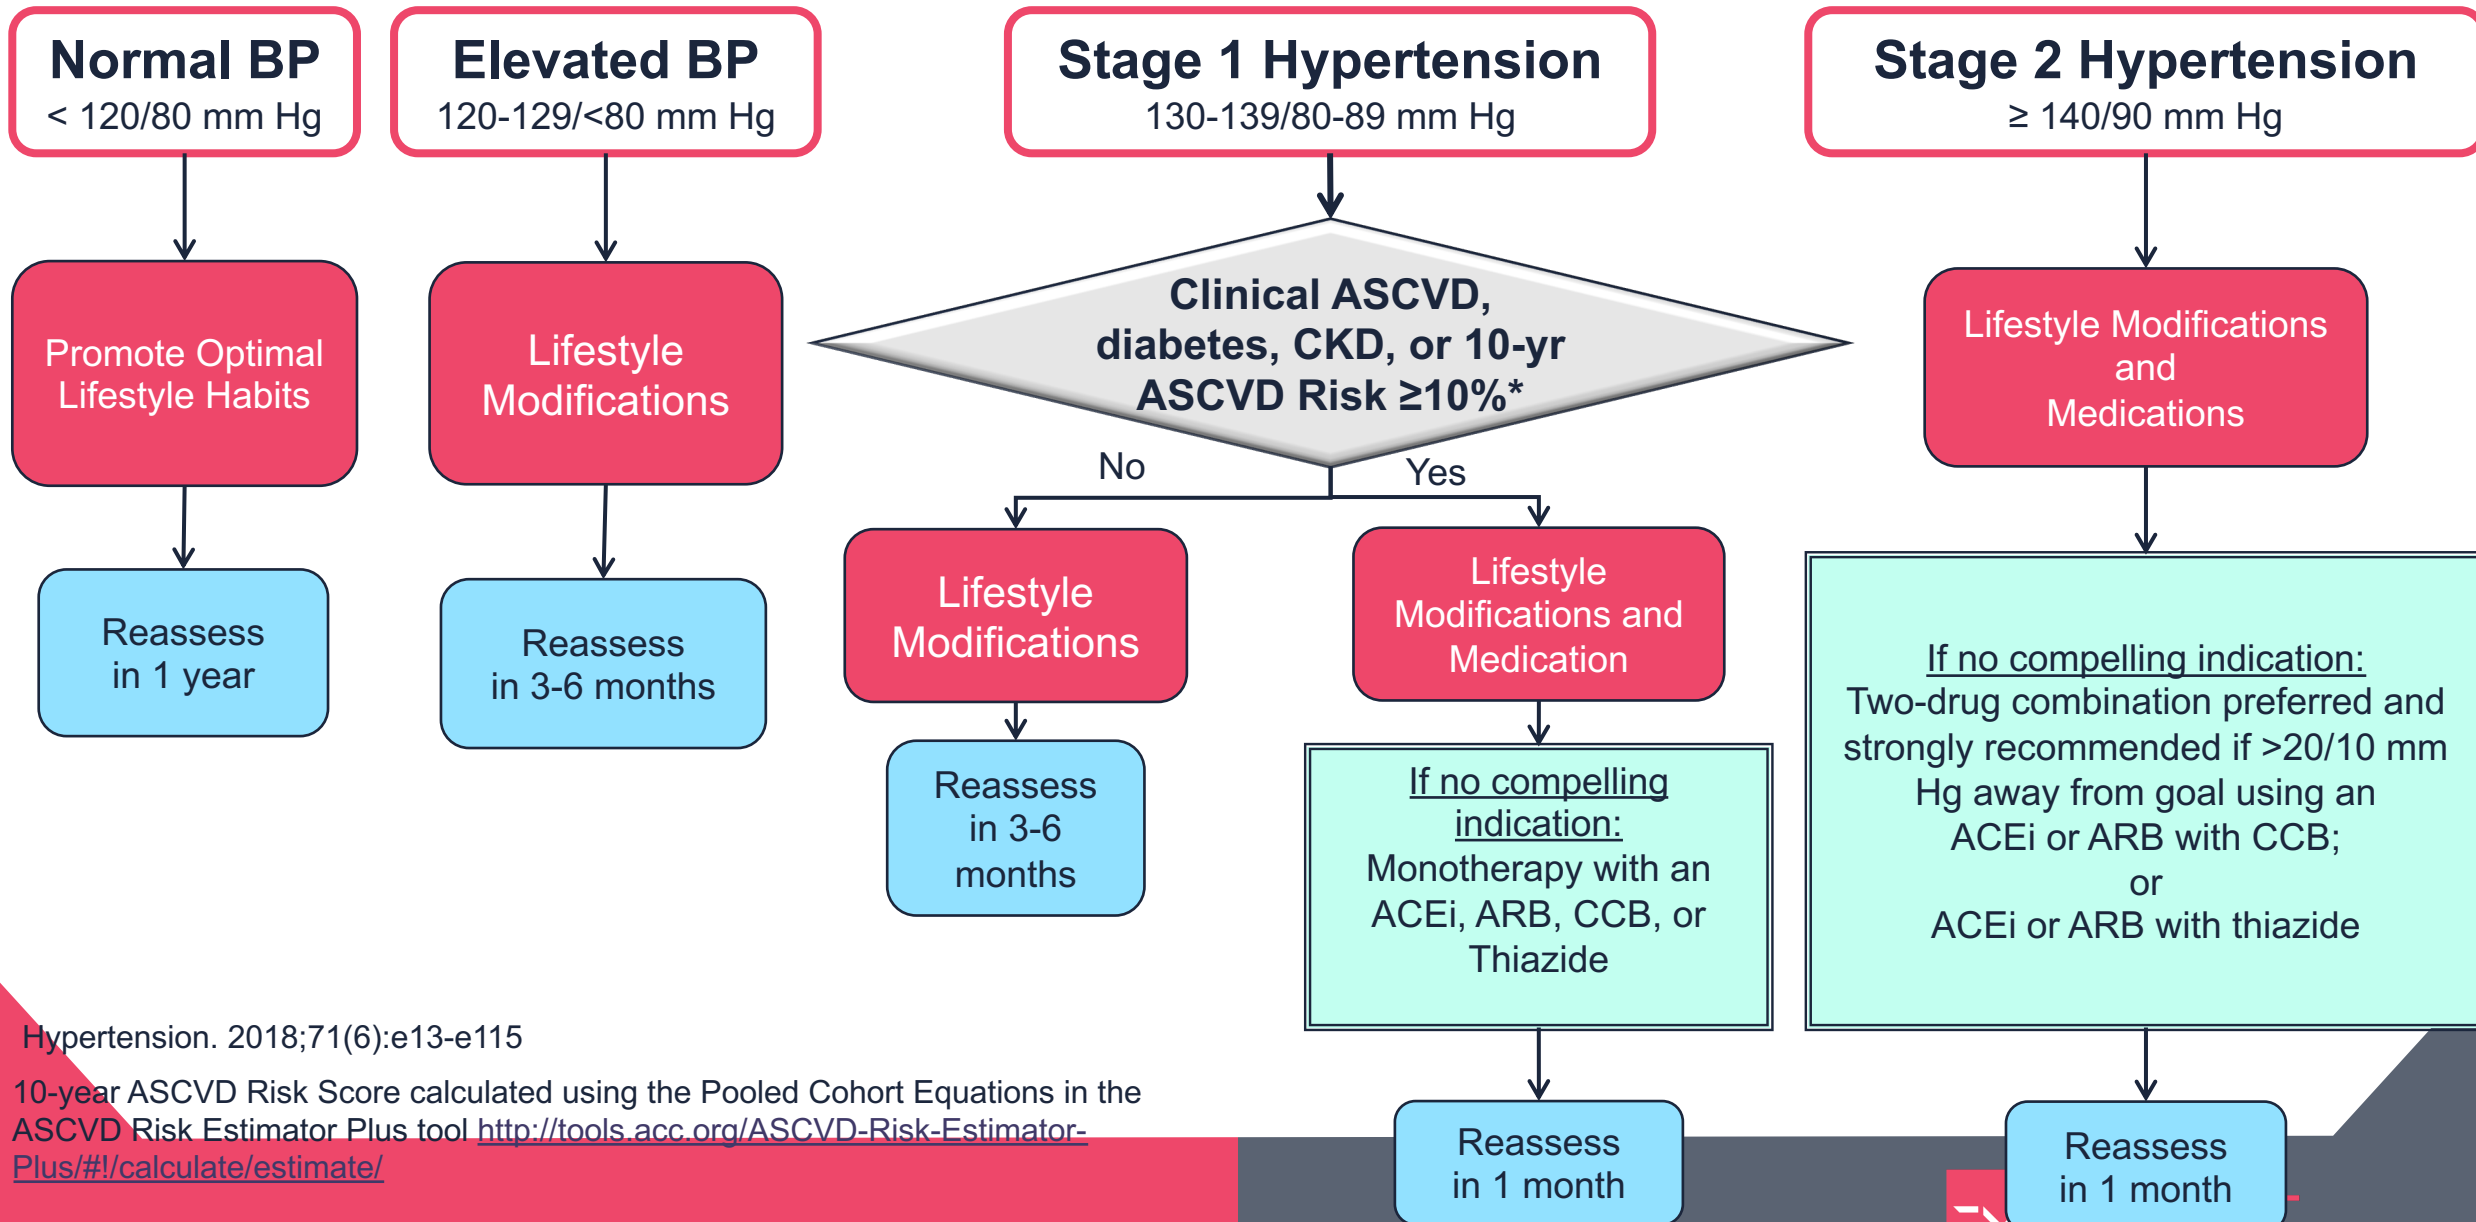 Normal BP
< 120/80 mm Hg
Elevated BP
120-129/<80 mm Hg
Stage 1 Hypertension
130-139/80-89 mm Hg
Stage 2 Hypertension
≥ 140/90 mm Hg
Promote Optimal
Lifestyle Habits
Reassess
in 1 year
Lifestyle
Modifications
Reassess
in 3-6 months
Clinical ASCVD,
diabetes, CKD, or 10-yr
ASCVD Risk ≥10%*
No
Yes
Lifestyle
Modifications
Reassess
in 3-6
months
Lifestyle
Modifications and
Medication
If no compelling
indication:
Monotherapy with an
ACEi, ARB, CCB, or
Thiazide
Reassess
in 1 month
Lifestyle Modifications
and
Medications
If no compelling indication:
Two-drug combination preferred and
strongly recommended if >20/10 mm
Hg away from goal using an
ACEi or ARB with CCB;
or
ACEi or ARB with thiazide
Reassess
in 1 month
Hypertension. 2018;71(6):e13-e115
10-year ASCVD Risk Score calculated using the Pooled Cohort Equations in the
ASCVD Risk Estimator Plus tool http://tools.acc.org/ASCVD-Risk-Estimator-
Plus/#!/calculate/estimate/